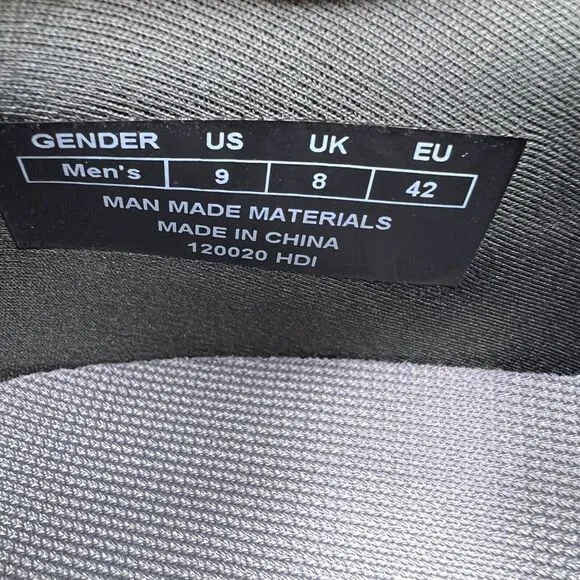 GENDER US UK EU
Men's 9 8 42
MAN MADE MATERIALS
MADE IN CHINA
120020 HDI